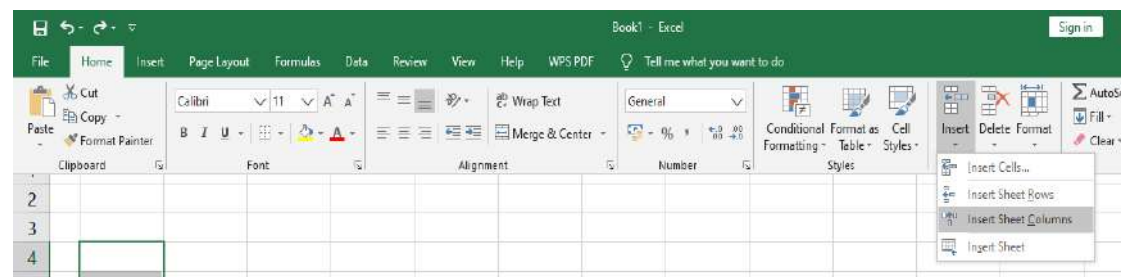 Book1 - Excel
Sign in
File Home Insert Page Layout Formulas Data Review View Help WPS PDF Tell me what you want to do
Paste
Cut
Copy
Format Painter
Clipboard
Calibri 11 A A
B I U A
Font
Wrap Text
Merge & Center
Alignment
General
%
Number
Conditional Formatting
Format as Table
Cell Styles
Styles
Insert Delete Format
AutoS
Fill
Clear
Insert Cells...
Insert Sheet Rows
Insert Sheet Columns
Insert Sheet
2
3
4